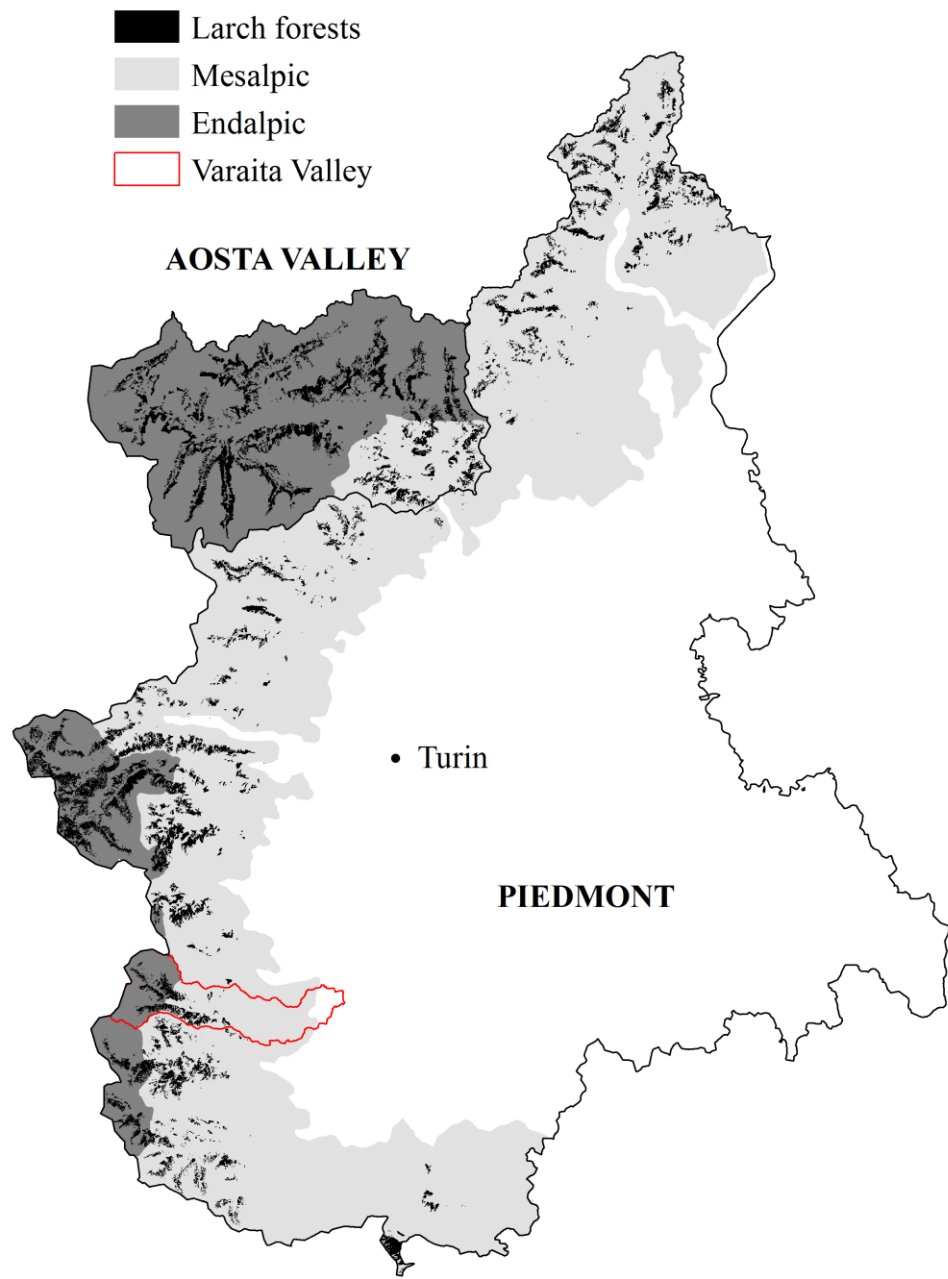 Larch forests
Mesalpic
Endalpic
Varaita Valley
AOSTA VALLEY
Turin
PIEDMONT